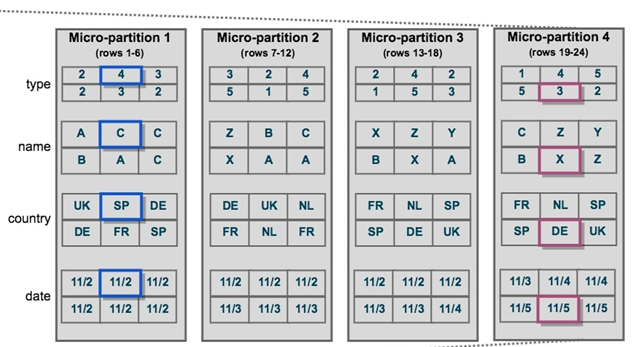 Micro-partition 1 Micro-partition 2 Micro-partition 3 Micro-partition 4
(rows 1-6) (rows 7-12) (rows 13-18) (rows 19-24)
type
2 4 3 3 2 4 2 4 2 1 4 5
2 3 2 5 1 5 1 5 3 5 3 2
name
A C C Z B C X Z Y C Z Y
B A C X A A B X A B X Z
country
UK SP DE DE UK NL FR NL SP FR NL SP
DE FR SP FR NL FR SP DE UK SP DE UK
date
11/2 11/2 11/2 11/2 11/2 11/2 11/2 11/2 11/2 11/3 11/4 11/4
11/2 11/2 11/2 11/3 11/3 11/3 11/3 11/3 11/4 11/5 11/5 11/5